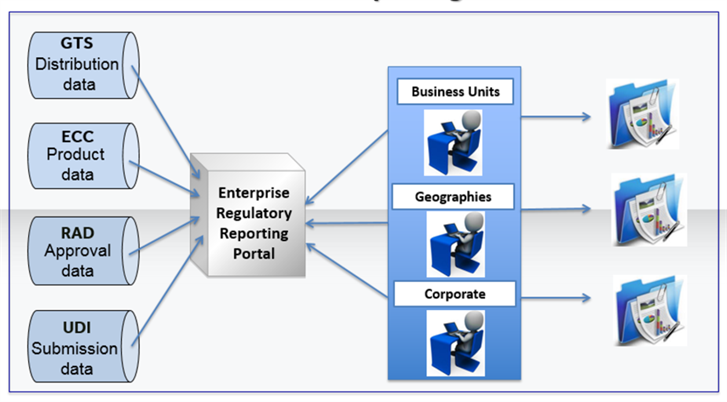 GTS
Distribution
data
ECC
Product
data
RAD
Approval
data
UDI
Submission
data
Enterprise
Regulatory
Reporting
Portal
Business Units
Geographies
Corporate